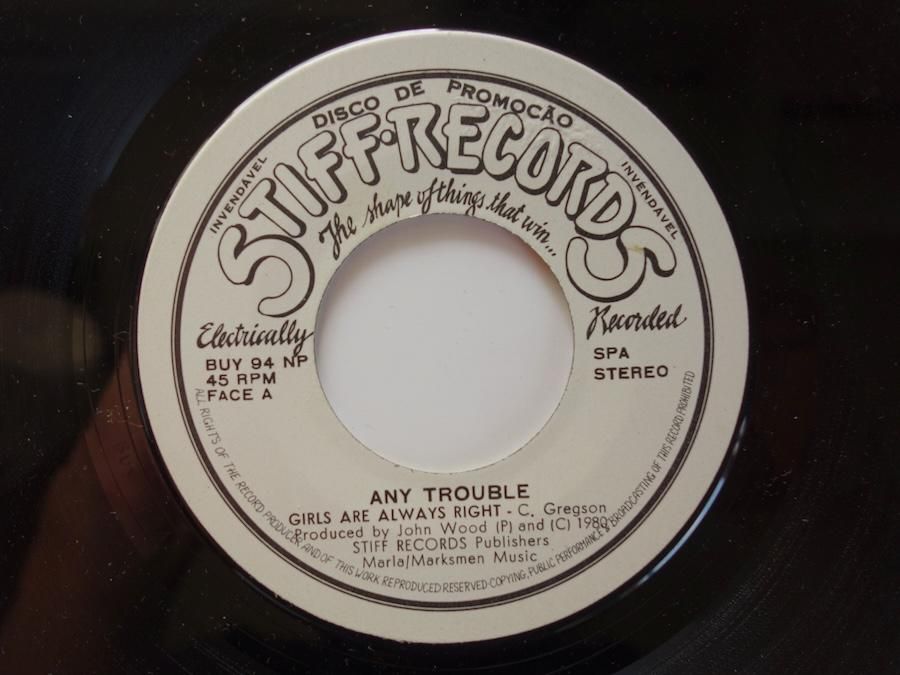 DISCO DE PROMOÇÃO
INVENDÁVEL
INVENDÁVEL
STIFF·RECORDS
The shape of things that win...
Electrically
Recorded
BUY 94 NP
45 RPM
FACE A
SPA
STEREO
ANY TROUBLE
GIRLS ARE ALWAYS RIGHT - C. Gregson
Produced by John Wood (P) and (C) 1980
STIFF RECORDS Publishers
Marla/Marksmen Music
ALL RIGHTS OF THE RECORD PRODUCER AND OF THIS WORK REPRODUCED RESERVED-COPYING, PUBLIC PERFORMANCE & BROADCASTING OF THIS RECORD PROHIBITED